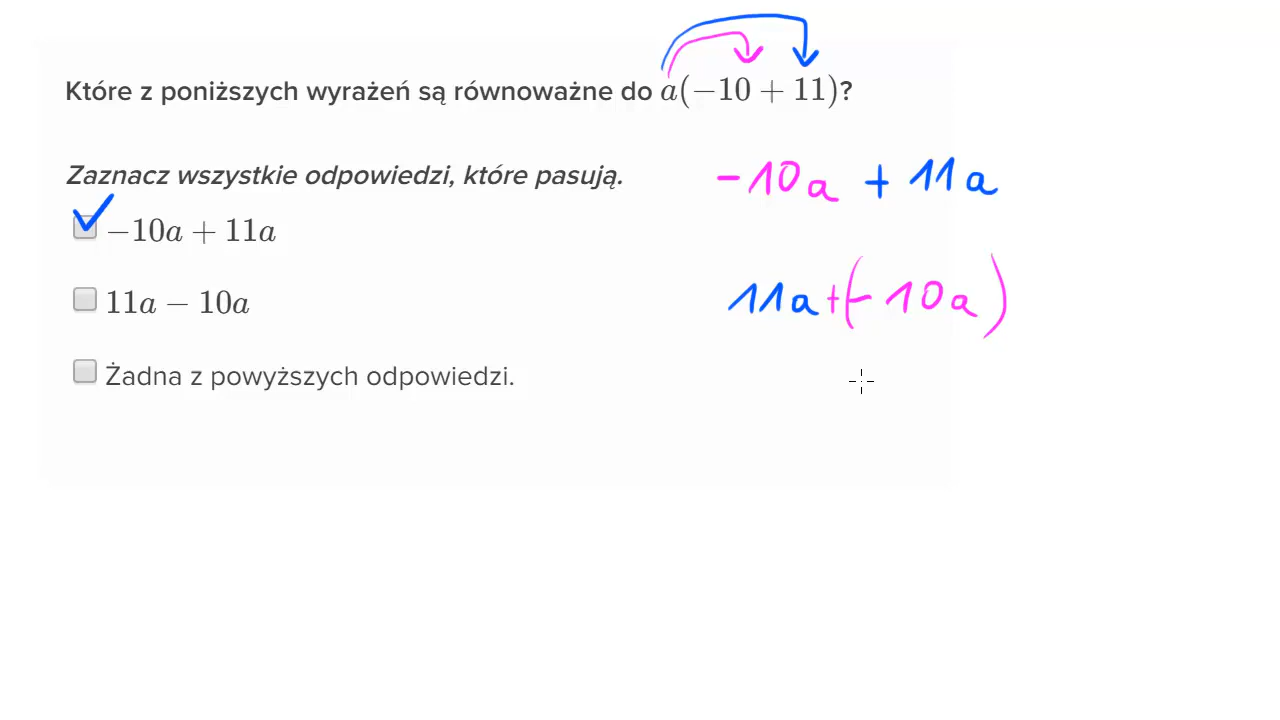 Które z poniższych wyrażeń są równoważne do a(−10 + 11)?
Zaznacz wszystkie odpowiedzi, które pasują.
-10a + 11a
−10a + 11a
11a+(-10a)
11a − 10a
Żadna z powyższych odpowiedzi.